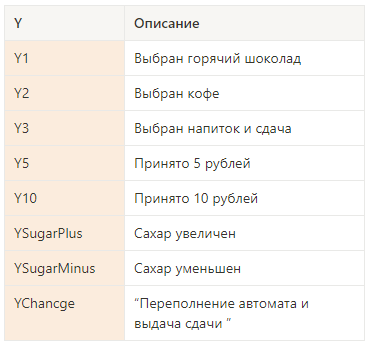 Y Описание
Y1 Выбран горячий шоколад
Y2 Выбран кофе
Y3 Выбран напиток и сдача
Y5 Принято 5 рублей
Y10 Принято 10 рублей
YSugarPlus Сахар увеличен
YSugarMinus Сахар уменьшен
YChancge “Переполнение автомата и
выдача сдачи ”